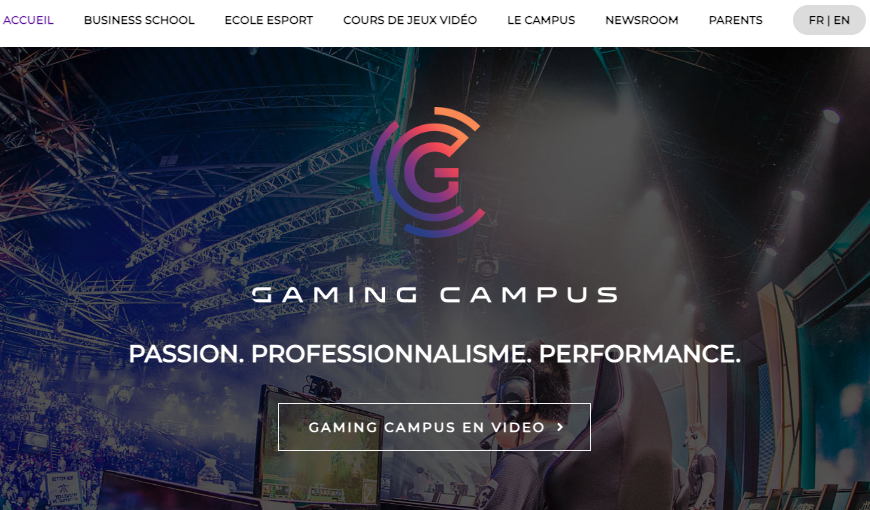 ACCUEIL BUSINESS SCHOOL ECOLE ESPORT COURS DE JEUX VIDÉO LE CAMPUS NEWSROOM PARENTS FR | EN
GAMING CAMPUS
PASSION. PROFESSIONNALISME. PERFORMANCE.
GAMING CAMPUS EN VIDEO >